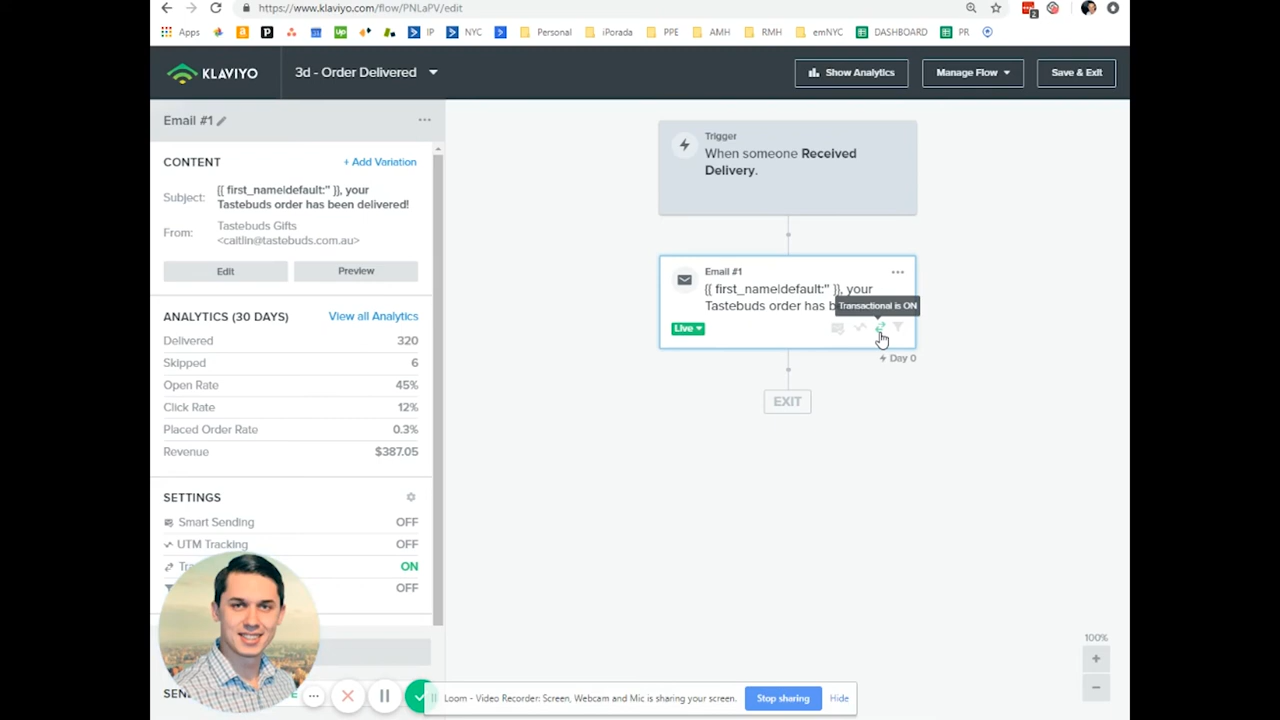 https://www.klaviyo.com/flow/PNLaPV/edit
2
Apps
IP
NYC
Personal
iPorada
PPE
AMH
RMH
emNYC
DASHBOARD
PR
KLAVIYO
3d - Order Delivered
Show Analytics
Manage Flow
Save & Exit
Email #1
CONTENT
+ Add Variation
Subject:
{{ first_name|default:'' }}, your
Tastebuds order has been delivered!
From:
Tastebuds Gifts
<caitlin@tastebuds.com.au>
Edit
Preview
ANALYTICS (30 DAYS)
View all Analytics
Delivered 320
Skipped 6
Open Rate 45%
Click Rate 12%
Placed Order Rate 0.3%
Revenue $387.05
SETTINGS
Smart Sending OFF
UTM Tracking OFF
ON
OFF
Trigger
When someone Received
Delivery.
Email #1
{{ first_name|default:'' }}, your
Tastebuds order has b
Transactional is ON
Live
Day 0
EXIT
100%
+
−
Loom - Video Recorder: Screen, Webcam and Mic is sharing your screen.
Stop sharing
Hide